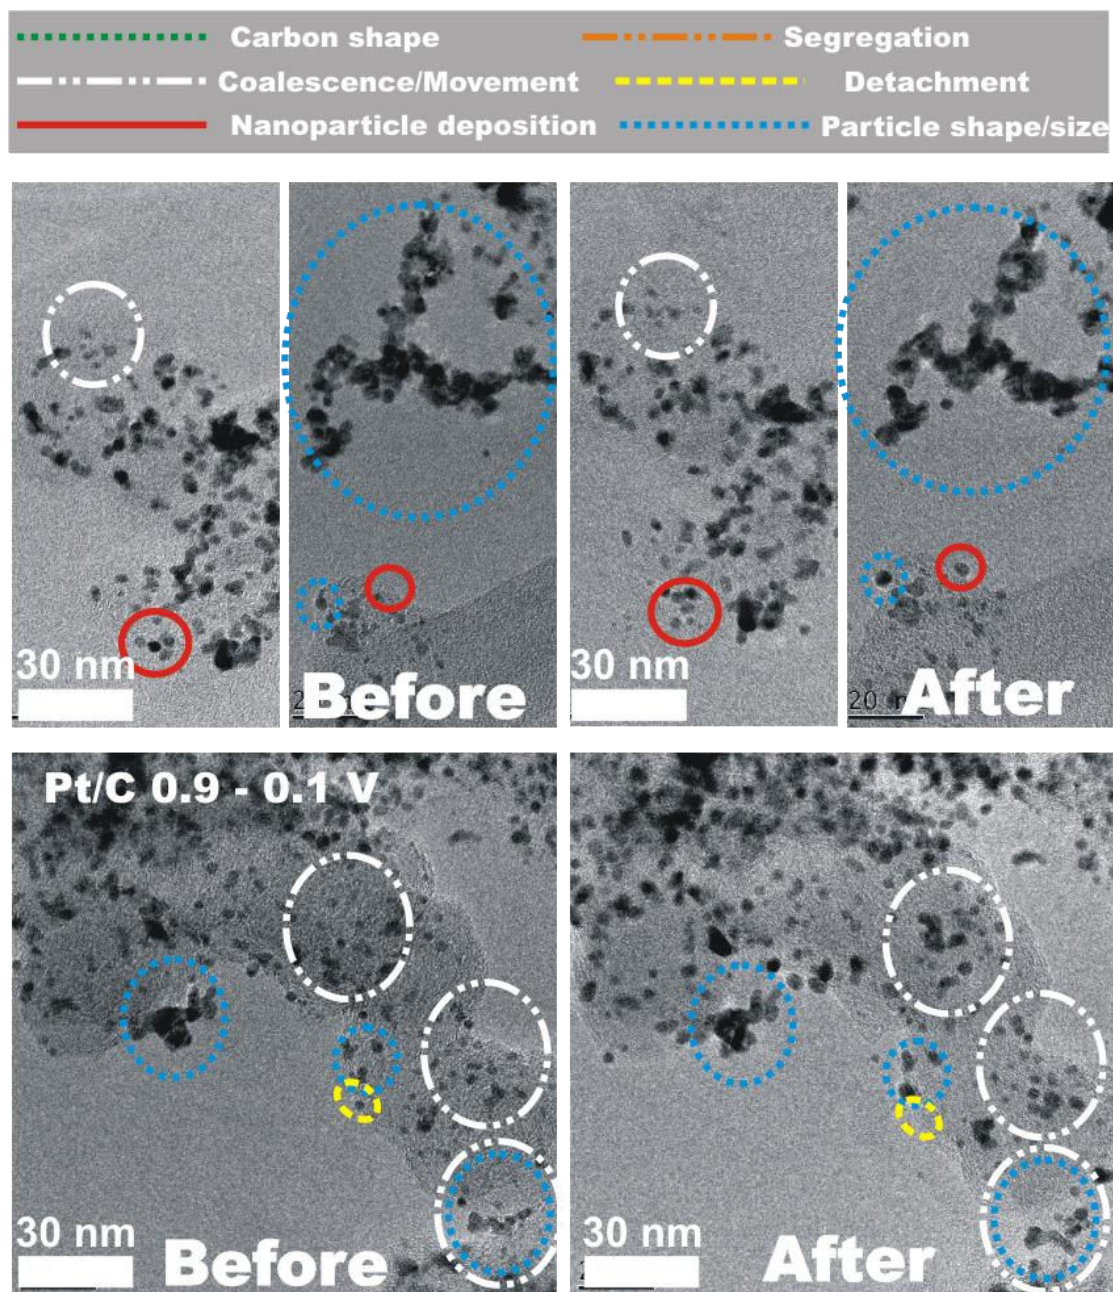 Carbon shape
Segregation
Coalescence/Movement
Detachment
Nanoparticle deposition
Particle shape/size
30 nm
Before
30 nm
20 n
After
Pt/C 0.9 - 0.1 V
30 nm
Before
30 nm
After